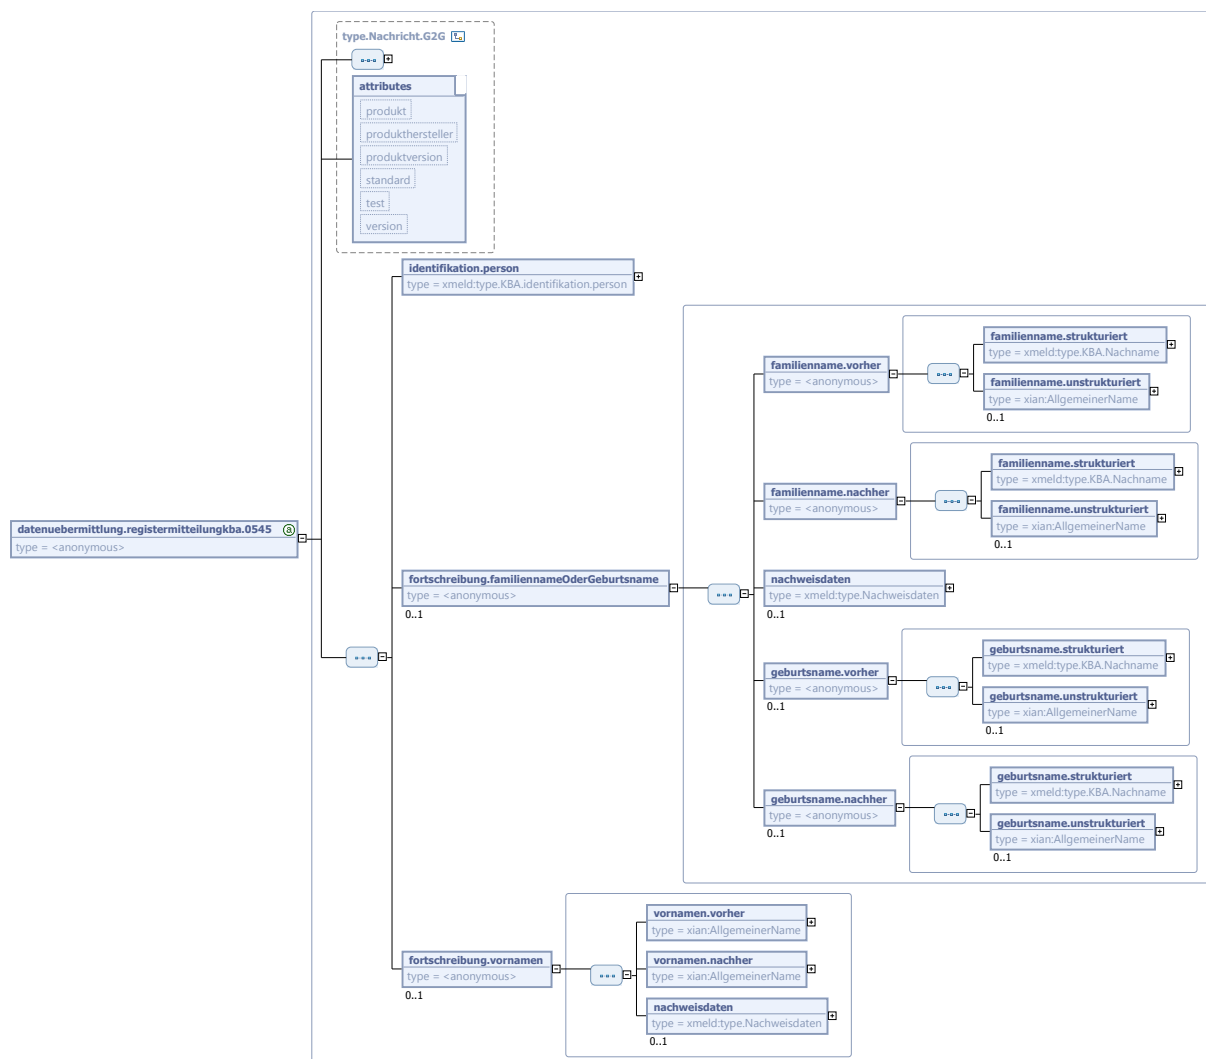 type.Nachricht.G2G
attributes
produkt
produkthersteller
produktversion
standard
test
version
identifikation.person
type = xmeld:type.KBA.identifikation.person
familienname.strukturiert
type = xmeld:type.KBA.Nachname
familienname.vorher
type = <anonymous>
familienname.unstrukturiert
type = xian:AllgemeinerName
0..1
familienname.strukturiert
type = xmeld:type.KBA.Nachname
familienname.nachher
type = <anonymous>
familienname.unstrukturiert
type = xian:AllgemeinerName
0..1
datenuebermittlung.registermitteilungkba.0545 a
type = <anonymous>
fortschreibung.familiennameOderGeburtsname
type = <anonymous>
0..1
nachweisdaten
type = xmeld:type.Nachweisdaten
0..1
geburtsname.strukturiert
type = xmeld:type.KBA.Nachname
geburtsname.vorher
type = <anonymous>
0..1
geburtsname.unstrukturiert
type = xian:AllgemeinerName
0..1
geburtsname.strukturiert
type = xmeld:type.KBA.Nachname
geburtsname.nachher
type = <anonymous>
0..1
geburtsname.unstrukturiert
type = xian:AllgemeinerName
0..1
vornamen.vorher
type = xian:AllgemeinerName
fortschreibung.vornamen
type = <anonymous>
0..1
vornamen.nachher
type = xian:AllgemeinerName
nachweisdaten
type = xmeld:type.Nachweisdaten
0..1